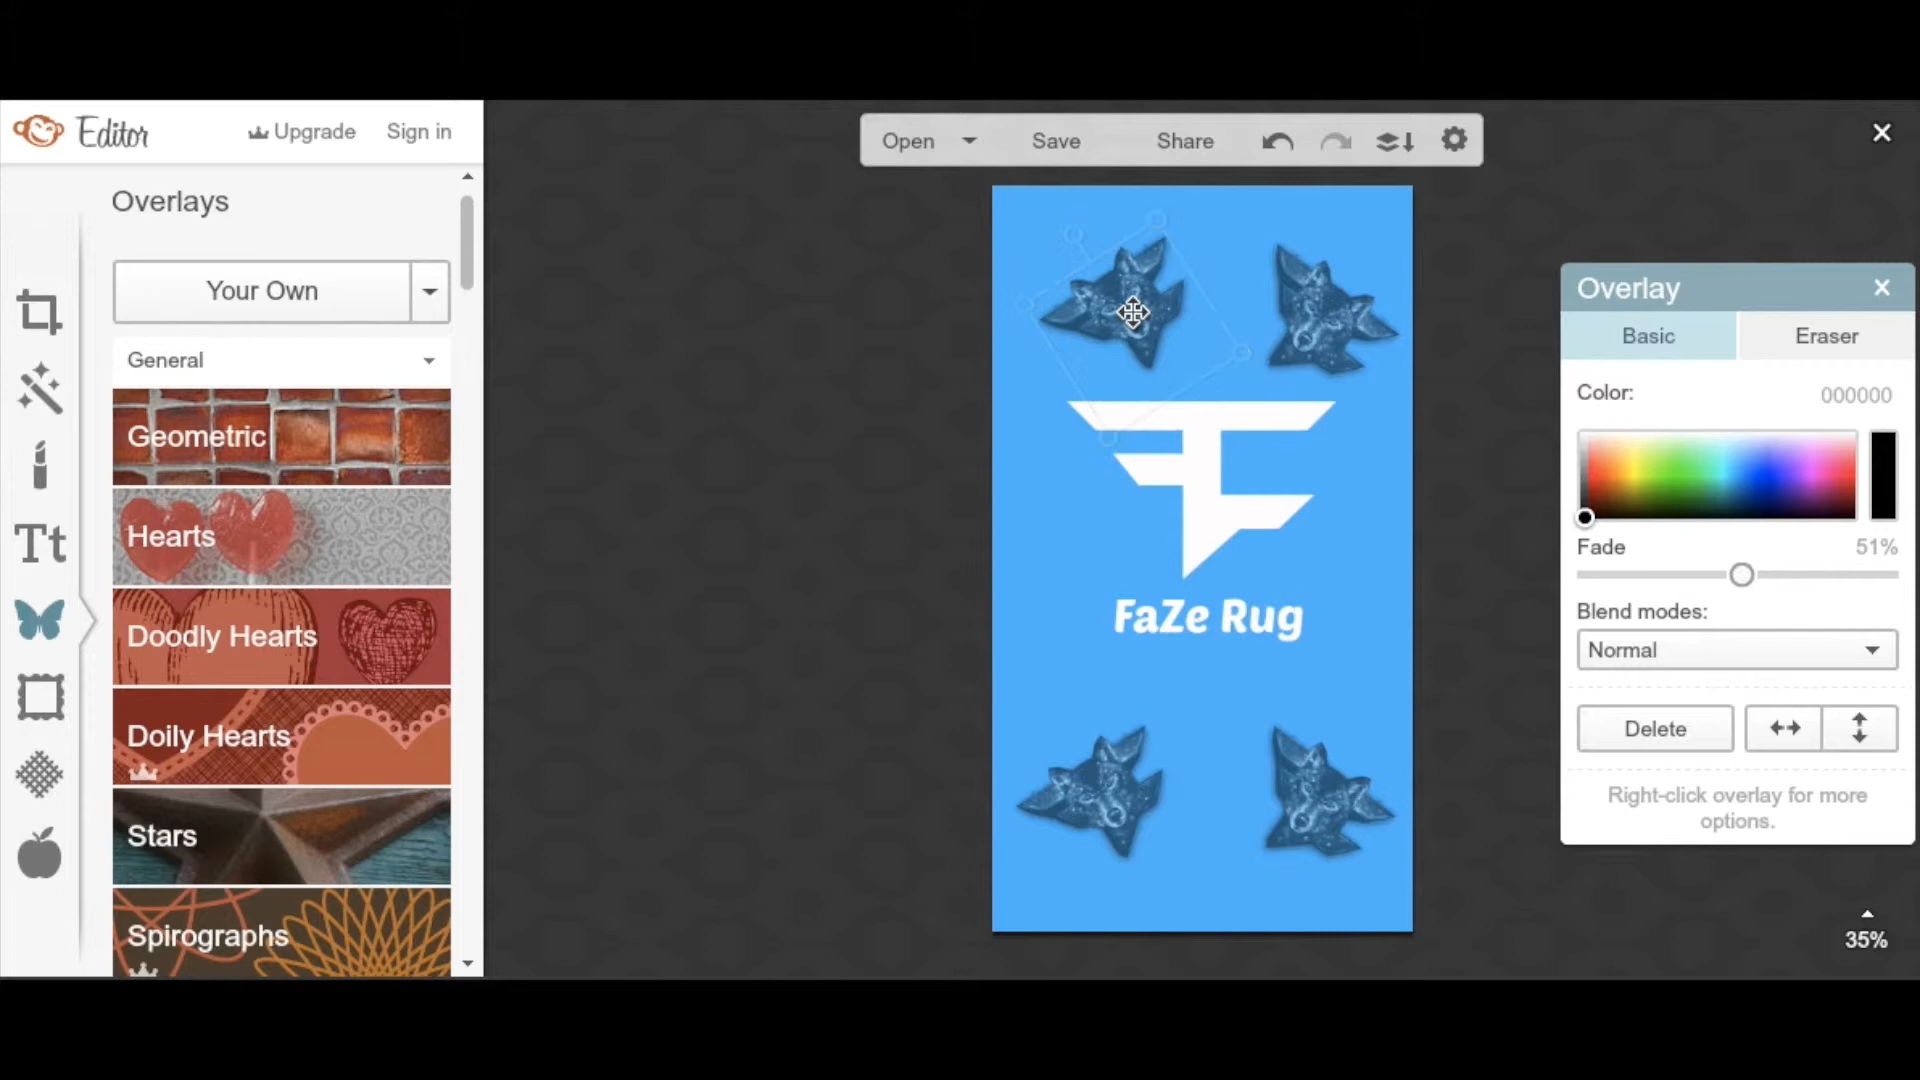 Editor
Upgrade
Sign in
Open
Save
Share
Overlays
Your Own
General
Geometric
Hearts
Doodly Hearts
Doily Hearts
Stars
Spirographs
FaZe Rug
Overlay
Basic
Eraser
Color:
000000
Fade
51%
Blend modes:
Normal
Delete
Right-click overlay for more
options.
35%
Tt